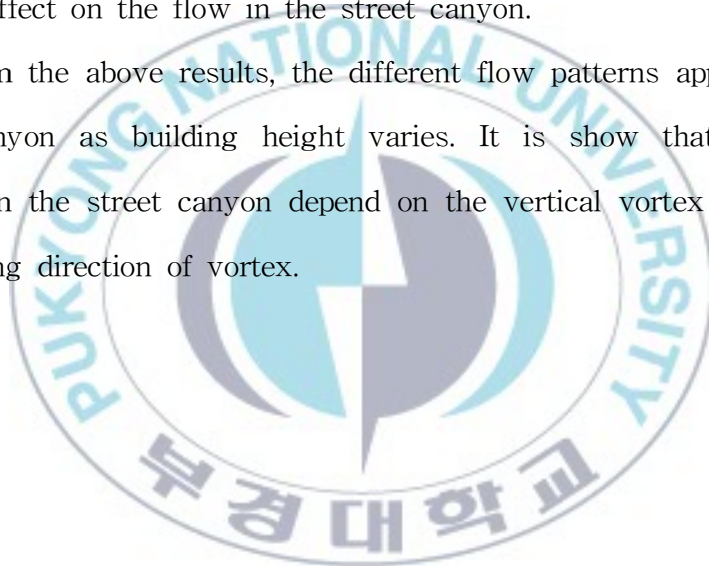 ffect on the flow in the street canyon.
n the above results, the different flow patterns app
nyon as building height varies. It is show that
n the street canyon depend on the vertical vortex
ng direction of vortex.
PUKYONG NATIONAL UNIVERSITY
부경대학교